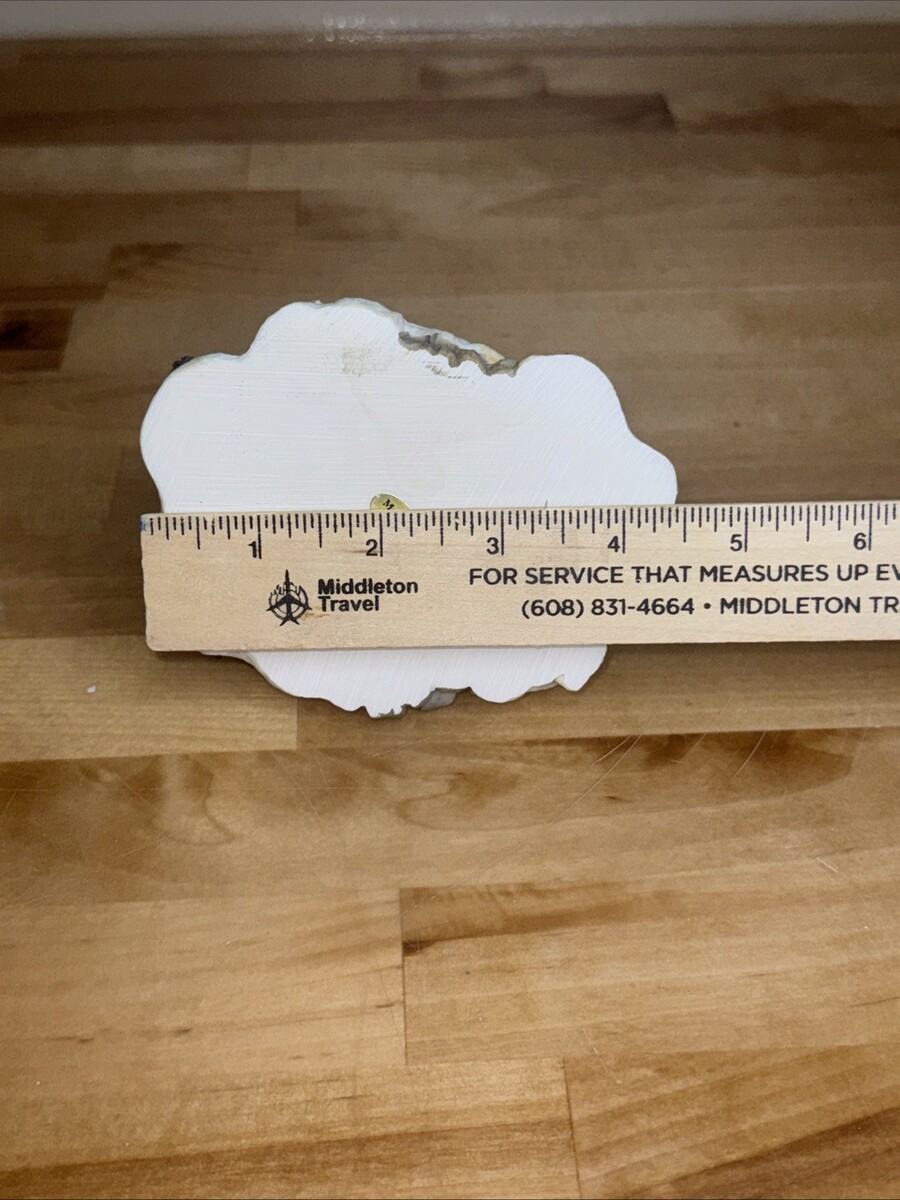 M
1 2 3 4 5 6
Middleton
Travel
FOR SERVICE THAT MEASURES UP EV
(608) 831-4664 • MIDDLETON TR